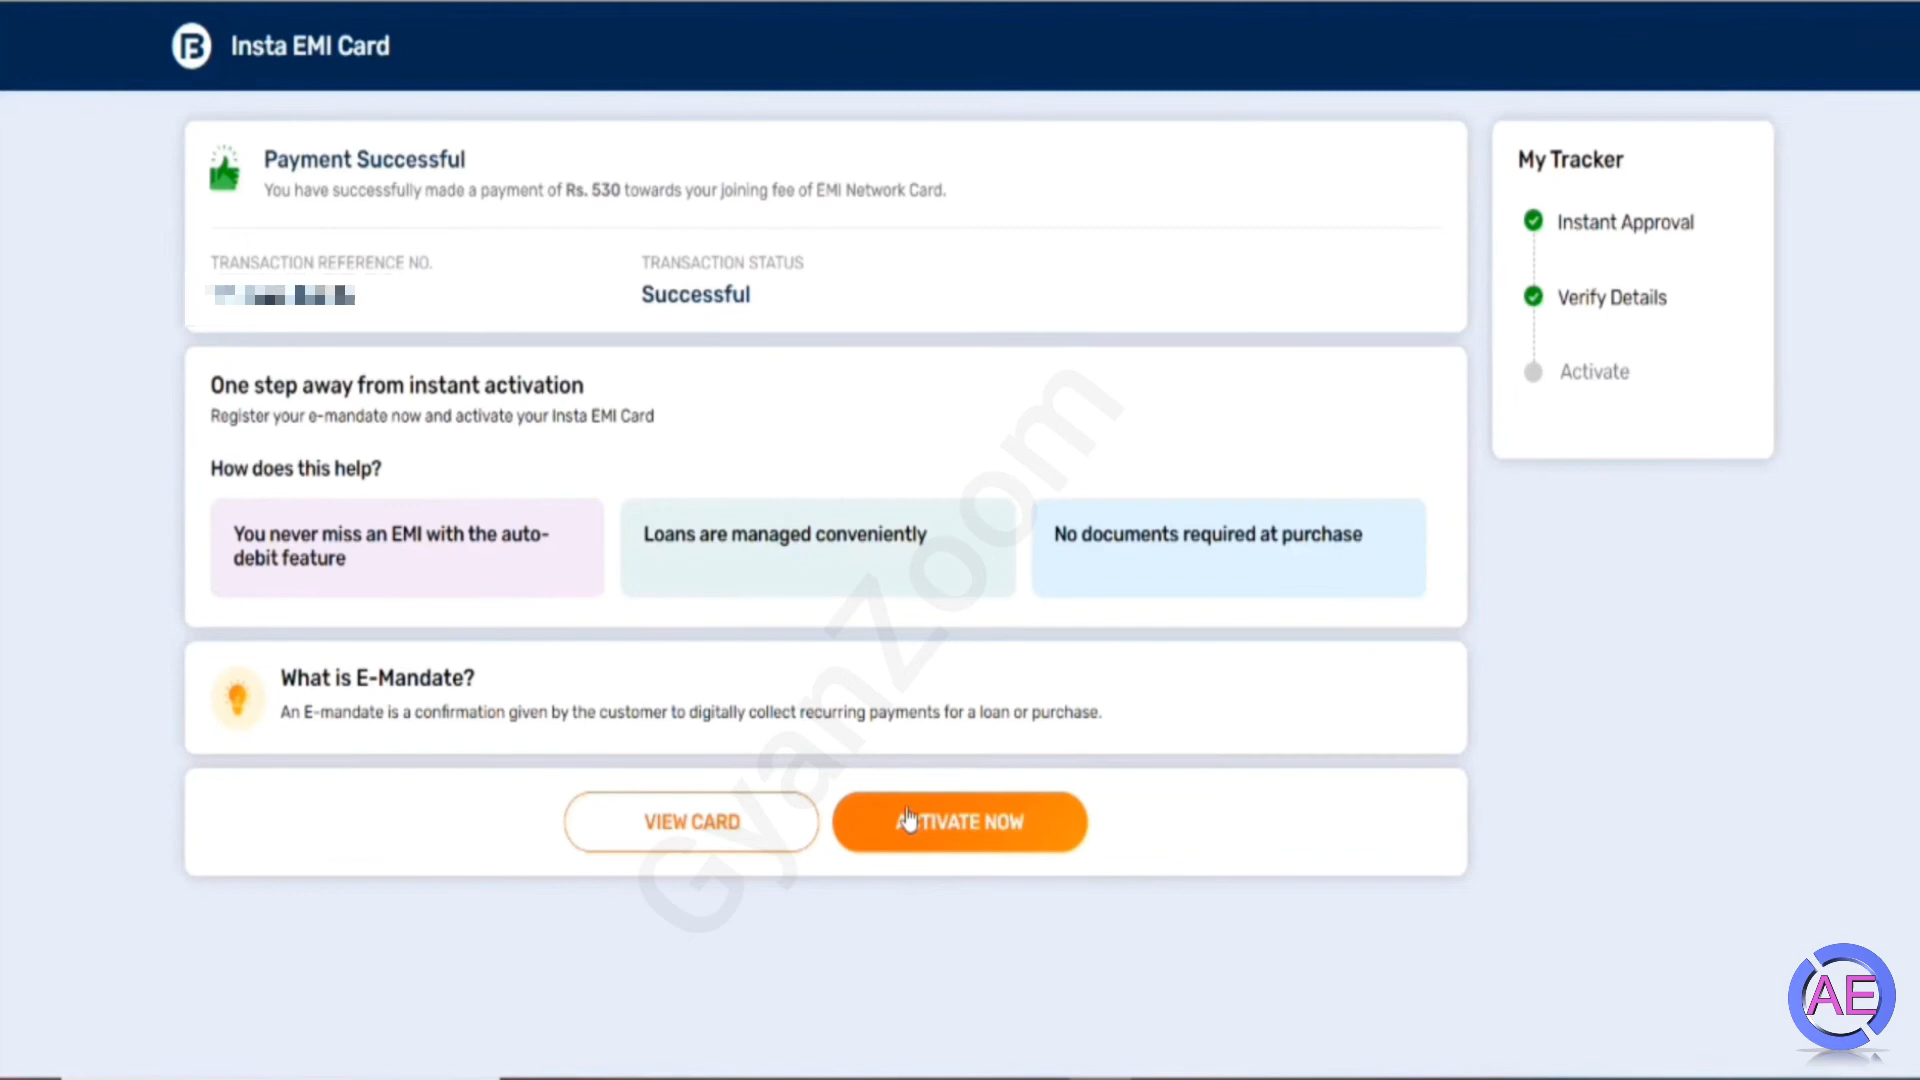 Insta EMI Card
Payment Successful
You have successfully made a payment of Rs. 530 towards your joining fee of EMI Network Card.
TRANSACTION REFERENCE NO.
TRANSACTION STATUS
Successful
One step away from instant activation
Register your e-mandate now and activate your Insta EMI Card
How does this help?
You never miss an EMI with the auto-
debit feature
Loans are managed conveniently
No documents required at purchase
What is E-Mandate?
An E-mandate is a confirmation given by the customer to digitally collect recurring payments for a loan or purchase.
VIEW CARD
ACTIVATE NOW
My Tracker
Instant Approval
Verify Details
Activate
GyanZoom
AE